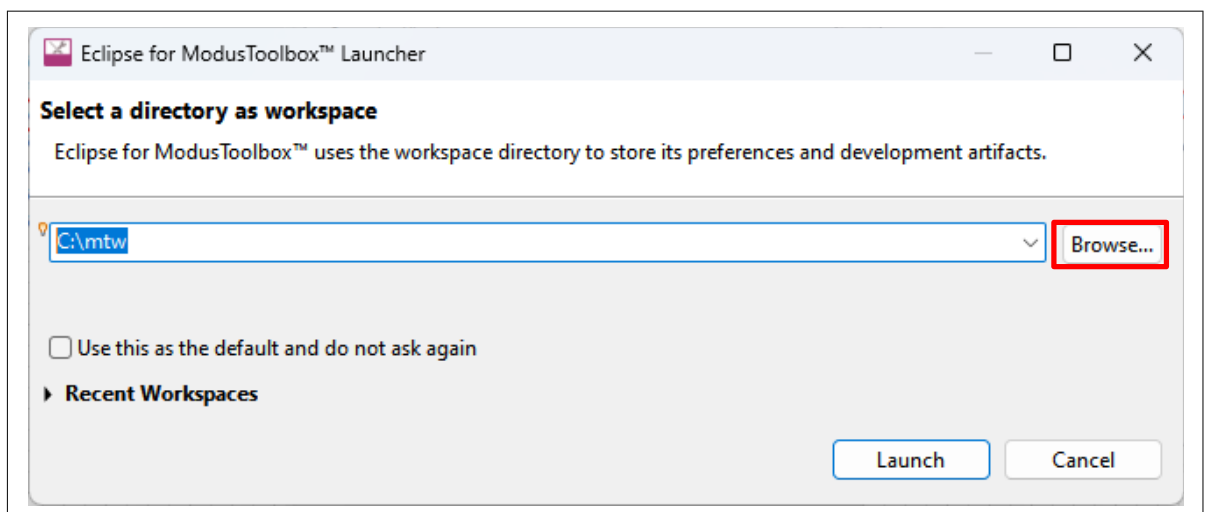 Eclipse for ModusToolbox™ Launcher
Select a directory as workspace
Eclipse for ModusToolbox™ uses the workspace directory to store its preferences and development artifacts.
C:\mtw
Browse...
Use this as the default and do not ask again
Recent Workspaces
Launch
Cancel